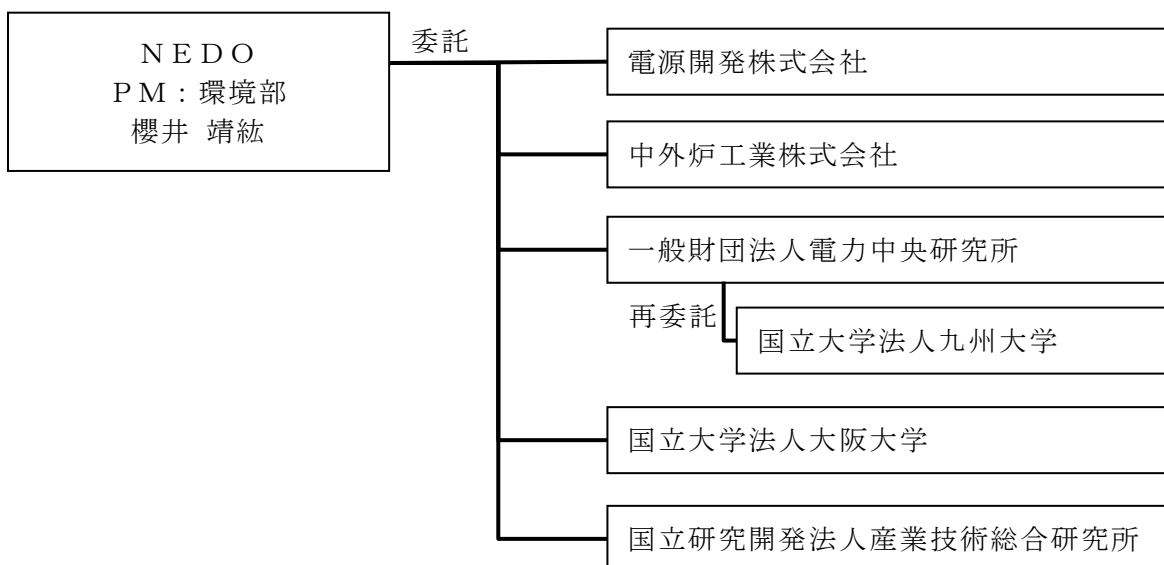 ＮＥＤＯ
ＰＭ：環境部
櫻井 靖紘
委託
電源開発株式会社
中外炉工業株式会社
一般財団法人電力中央研究所
再委託
国立大学法人九州大学
国立大学法人大阪大学
国立研究開発法人産業技術総合研究所